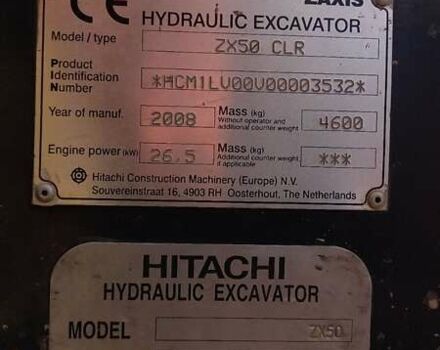 CE ZAXIS
HYDRAULIC EXCAVATOR
Model / type ZX50 CLR
Product
Identification *HCM1LV00V00003532*
Number
Year of manuf. 2008 Mass (kg) 4600
Without operator and
additional counter weight
Engine power (kW) 26.5 Mass (kg) ***
Additional counter weight
if applicable
Hitachi Construction Machinery (Europe) N.V.
Souvereinstraat 16, 4903 RH Oosterhout, The Netherlands
HITACHI
HYDRAULIC EXCAVATOR
MODEL ZX50